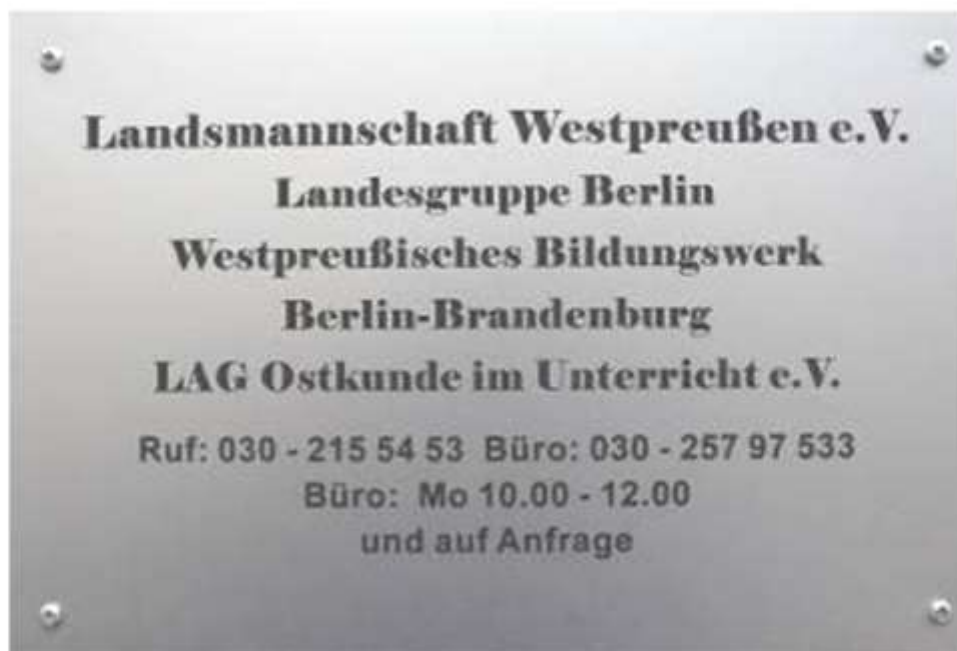 Landsmannschaft Westpreußen e.V.
Landesgruppe Berlin
Westpreußisches Bildungswerk
Berlin-Brandenburg
LAG Ostkunde im Unterricht e.V.
Ruf: 030 - 215 54 53 Büro: 030 - 257 97 533
Büro: Mo 10.00 - 12.00
und auf Anfrage